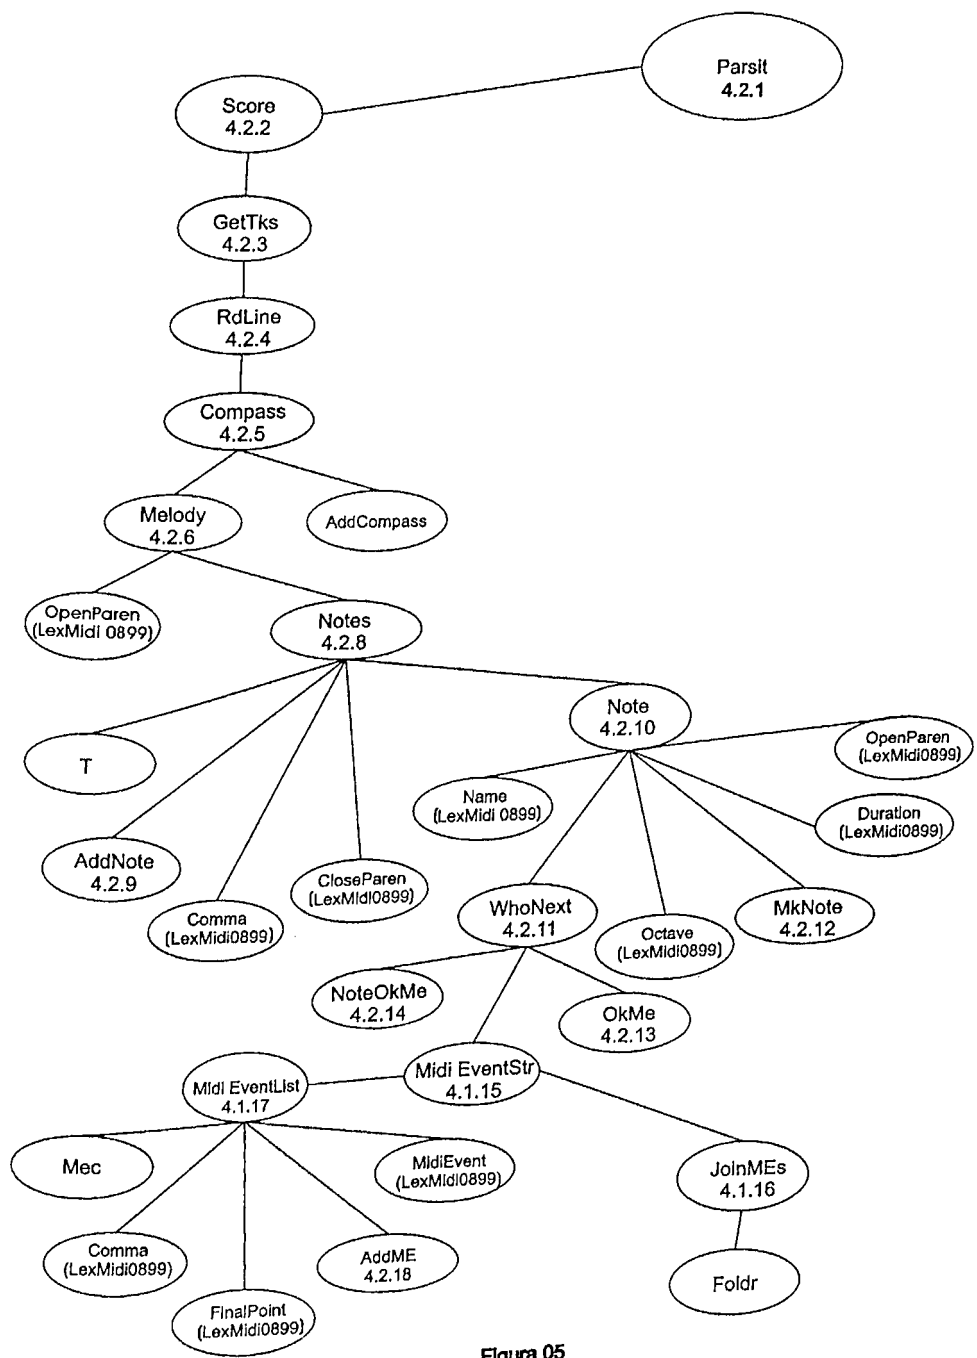 Parsit
4.2.1
Score
4.2.2
GetTks
4.2.3
RdLine
4.2.4
Compass
4.2.5
Melody
4.2.6
AddCompass
OpenParen
(LexMidi 0899)
Notes
4.2.8
Note
4.2.10
OpenParen
(LexMidi0899)
T
Name
(LexMidi 0899)
Duration
(LexMidi0899)
AddNote
4.2.9
CloseParen
(LexMidi0899)
Comma
(LexMidi0899)
WhoNext
4.2.11
Octave
(LexMidi0899)
MkNote
4.2.12
NoteOkMe
4.2.14
OkMe
4.2.13
Midi EventStr
4.1.15
Midi EventList
4.1.17
Mec
MidiEvent
(LexMidi0899)
JoinMEs
4.1.16
Comma
(LexMidi0899)
AddME
4.2.18
Foldr
FinalPoint
(LexMidi0899)
Figura 05